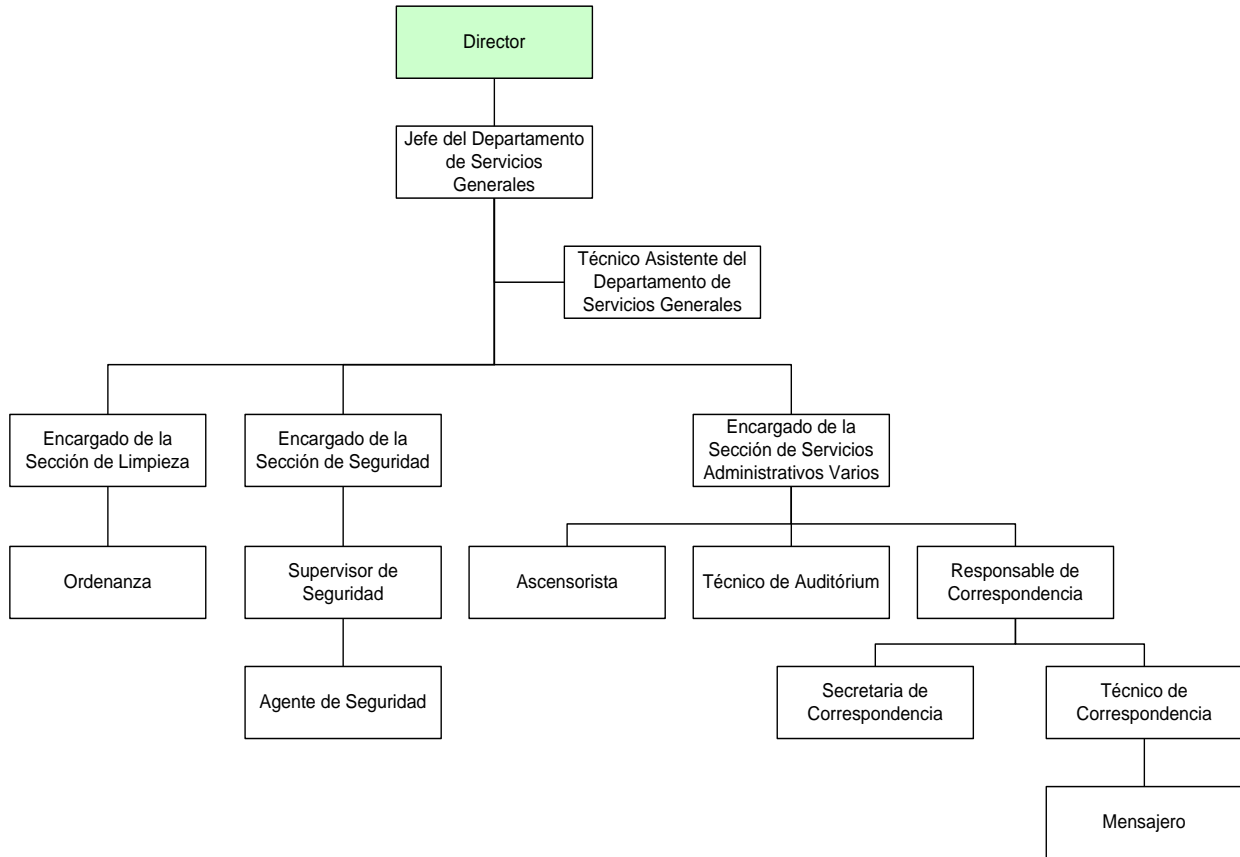 Director
Jefe del Departamento
de Servicios
Generales
Técnico Asistente del
Departamento de
Servicios Generales
Encargado de la
Sección de Limpieza
Encargado de la
Sección de Seguridad
Encargado de la
Sección de Servicios
Administrativos Varios
Ordenanza
Supervisor de
Seguridad
Ascensorista
Técnico de Auditórium
Responsable de
Correspondencia
Agente de Seguridad
Secretaria de
Correspondencia
Técnico de
Correspondencia
Mensajero